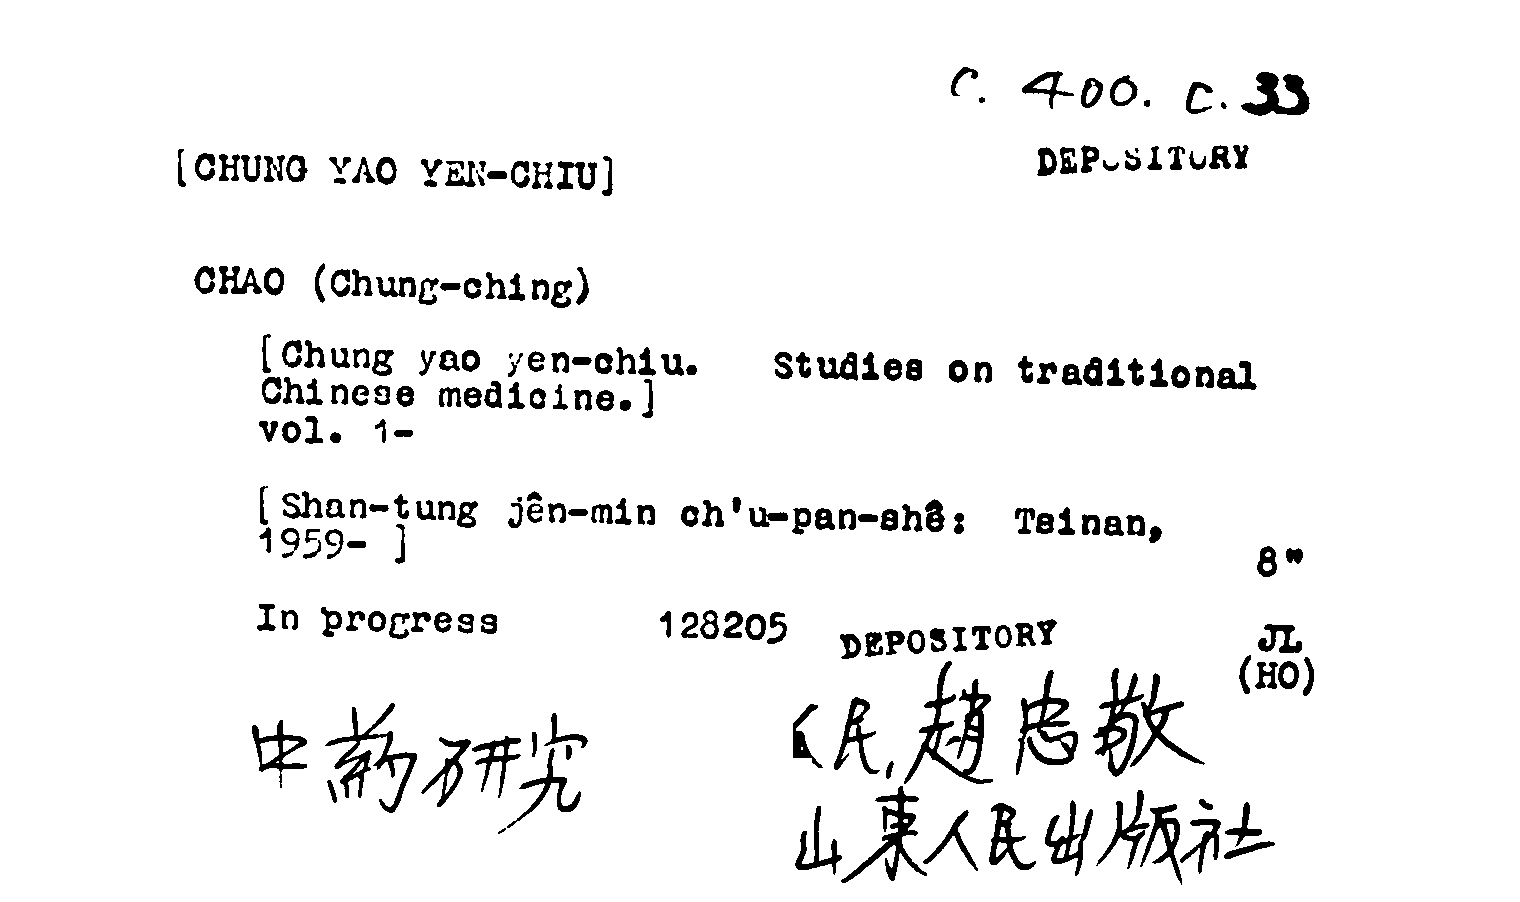 C. 400. c. 33
[CHUNG YAO YEN-CHIU]
DEPOSITORY
CHAO (Chung-ching)
[Chung yao yen-chiu. Studies on traditional
Chinese medicine.]
vol. 1-
[Shan-tung jên-min ch'u-pan-shê: Tsinan,
1959- ]
8"
In progress 128205 DEPOSITORY JL
(HO)
中药研究
民, 趙忠敬
山東人民出版社